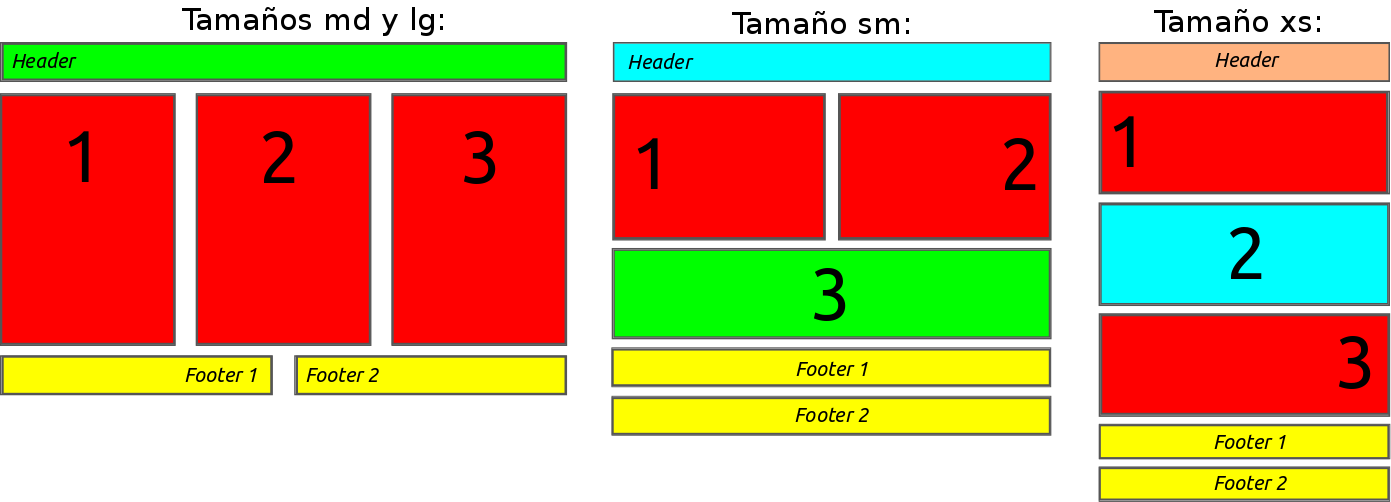 Tamaños md y lg:
Header
1
2
3
Footer 1
Footer 2
Tamaño sm:
Header
1
2
3
Footer 1
Footer 2
Tamaño xs:
Header
1
2
3
Footer 1
Footer 2